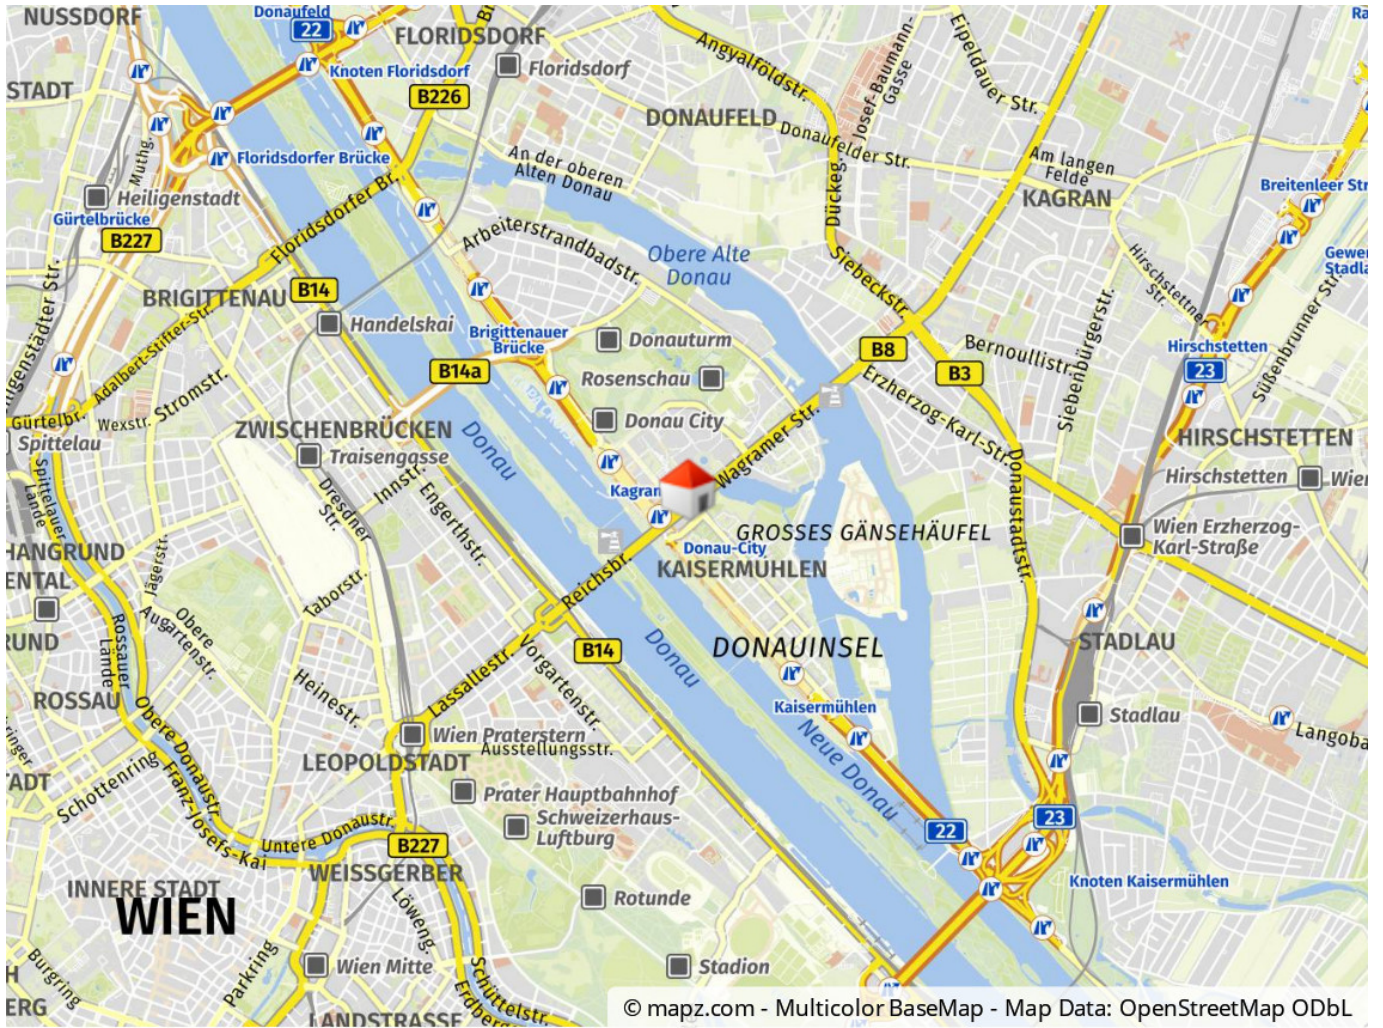 NUSSDORF
Donaufeld
22
FLORIDSDORF
Knoten Floridsdorf
Floridsdorf
B226
STADT
Angyalföldstr.
Josef-Baumann-
Gasse
Eipeldauer Str.
DONAUFELD
Donaufelder Str.
Am langen
Felde
KAGRAN
Breitenleer Str
Muthg.
Floridsdorfer Brücke
Heiligenstadt
Gürtelbrücke
B227
Floridsdorfer Br.
An der oberen
Alten Donau
Dückeg.
Arbeiterstrandbadstr.
Obere Alte
Donau
Siebeckstr.
Hirschstettner
Str.
Gewe
Stadla
BRIGITTENAU
B14
Handelskai
Adalbert-Stifter-Str.
Brigittenauer
Brücke
Donauturm
B14a
Rosenschau
B8
B3
Bernoullistr.
Siebenbürgerstr.
Hirschstetten
23
Süßenbrunner Str.
Stromstr.
Gürtelbr.
Wexstr.
Spittelau
ZWISCHENBRÜCKEN
Traisengasse
Donau
Donau City
Wagramer Str.
Erzherzog-Karl-Str.
HIRSCHSTETTEN
Hirschstetten
Wien
Spittelauer
Lände
Innstr.
Engerthstr.
Dresdner
Str.
Kagran
Donaustadtstr.
GROSSES GÄNSEHÄUFEL
Wien Erzherzog-
Karl-Straße
Donau-City
KAISERMÜHLEN
Reichsbr.
Jägerstr.
Taborstr.
Obere
Augartenstr.
Rossauer
Lände
RUND
ROSSAU
Heinestr.
Lassallestr.
Vorgartenstr.
B14
Donau
DONAUINSEL
STADLAU
Stadlau
Kaisermühlen
Neue Donau
Wien Praterstern
Ausstellungsstr.
LEOPOLDSTADT
Obere Donaustr.
Schottenring
Franz-Josefs-Kai
Prater Hauptbahnhof
Schweizerhaus-
Luftburg
22
23
Untere Donaustr.
B227
WEISSGERBER
Knoten Kaisermühlen
INNERE STADT
WIEN
Löweng.
Rotunde
Burgring
Parkring
Wien Mitte
Schüttelstr.
Stadion
LANDSTRASSE
© mapz.com - Multicolor BaseMap - Map Data: OpenStreetMap ODbL